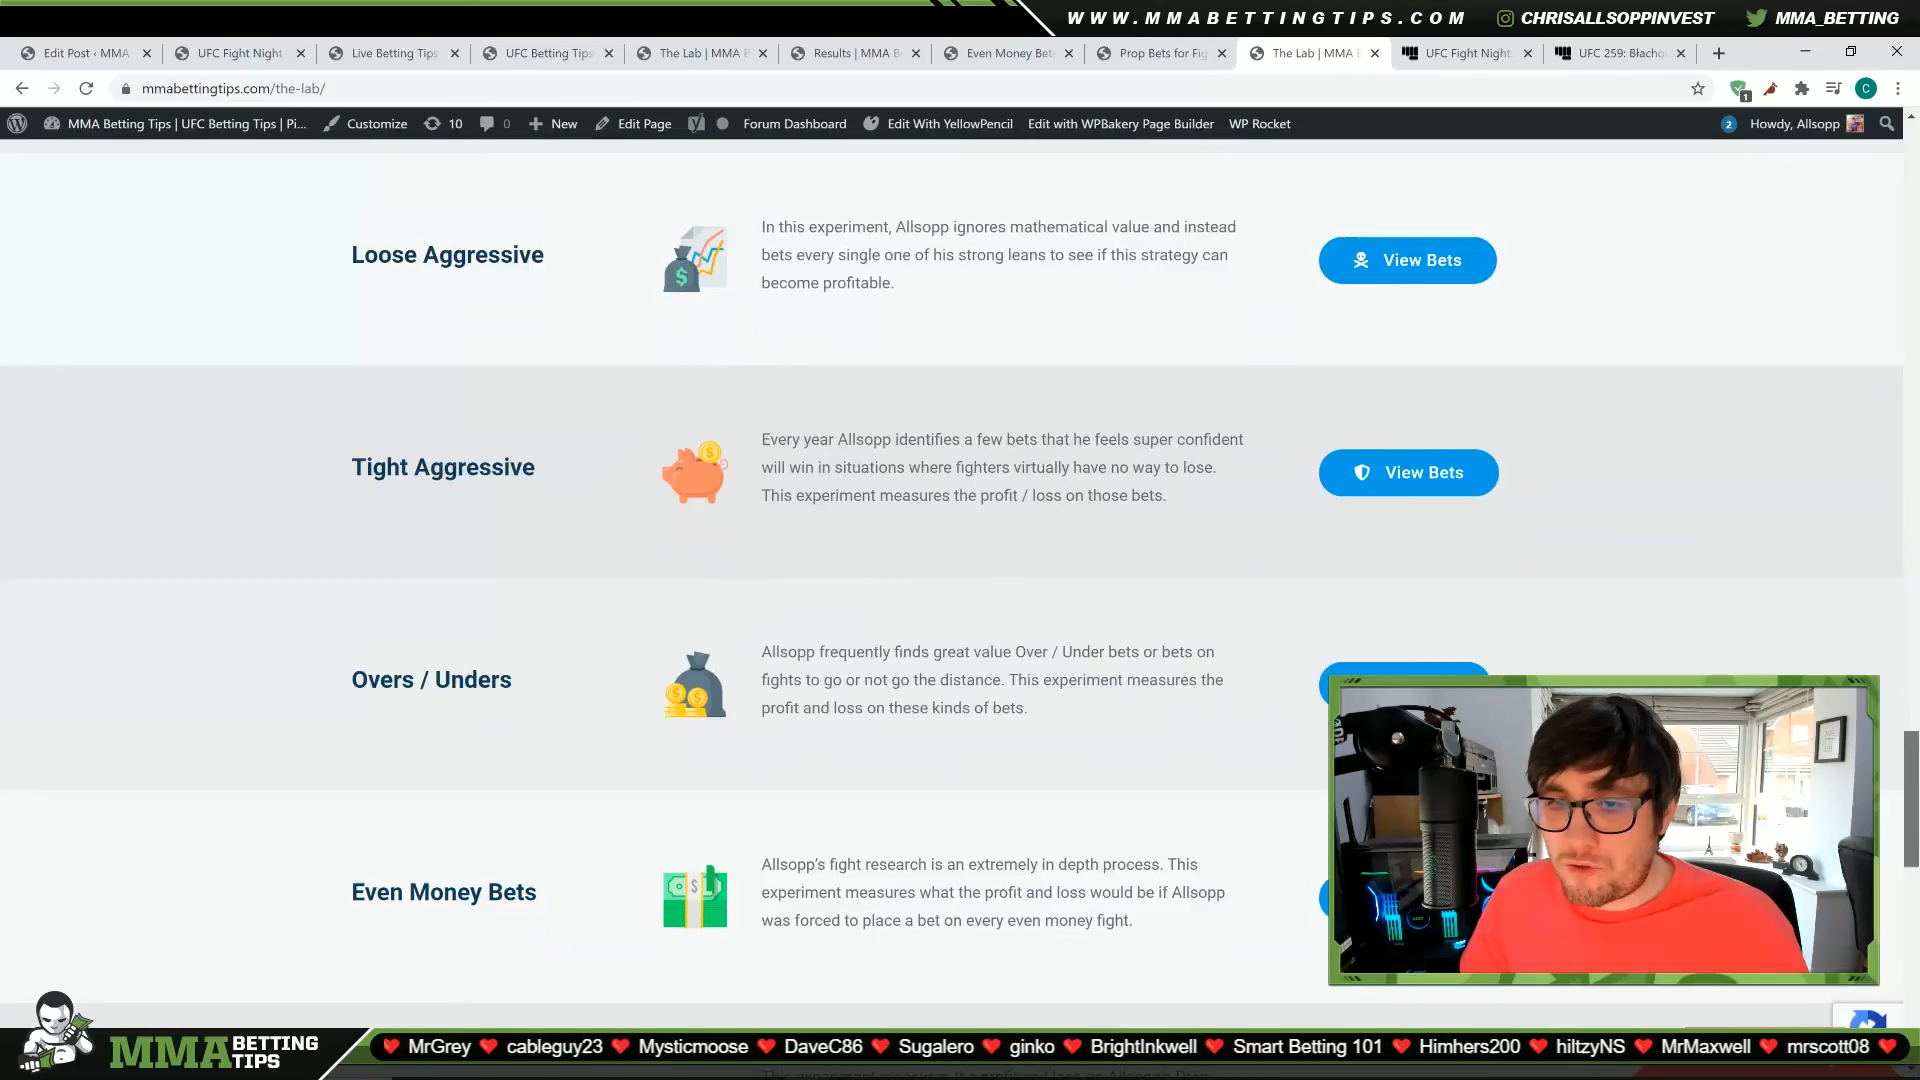 WWW.MMABETTINGTIPS.COM CHRISALLSOPPINVEST MMA_BETTING
Edit Post ‹ MMA UFC Fight Night Live Betting Tips UFC Betting Tips The Lab | MMA B Results | MMA B Even Money Bet Prop Bets for Fig The Lab | MMA B UFC Fight Night UFC 259: Błacho
mmabettingtips.com/the-lab/
1
C
MMA Betting Tips | UFC Betting Tips | Pi... Customize 10 0 New Edit Page Forum Dashboard Edit With YellowPencil Edit with WPBakery Page Builder WP Rocket 2 Howdy, Allsopp
Loose Aggressive
In this experiment, Allsopp ignores mathematical value and instead
bets every single one of his strong leans to see if this strategy can
become profitable.
View Bets
Tight Aggressive
Every year Allsopp identifies a few bets that he feels super confident
will win in situations where fighters virtually have no way to lose.
This experiment measures the profit / loss on those bets.
View Bets
Overs / Unders
Allsopp frequently finds great value Over / Under bets or bets on
fights to go or not go the distance. This experiment measures the
profit and loss on these kinds of bets.
Even Money Bets
Allsopp's fight research is an extremely in depth process. This
experiment measures what the profit and loss would be if Allsopp
was forced to place a bet on every even money fight.
MMA BETTING TIPS
MrGrey cableguy23 Mysticmoose DaveC86 Sugalero ginko BrightInkwell Smart Betting 101 Himhers200 hiltzyNS MrMaxwell mrscott08